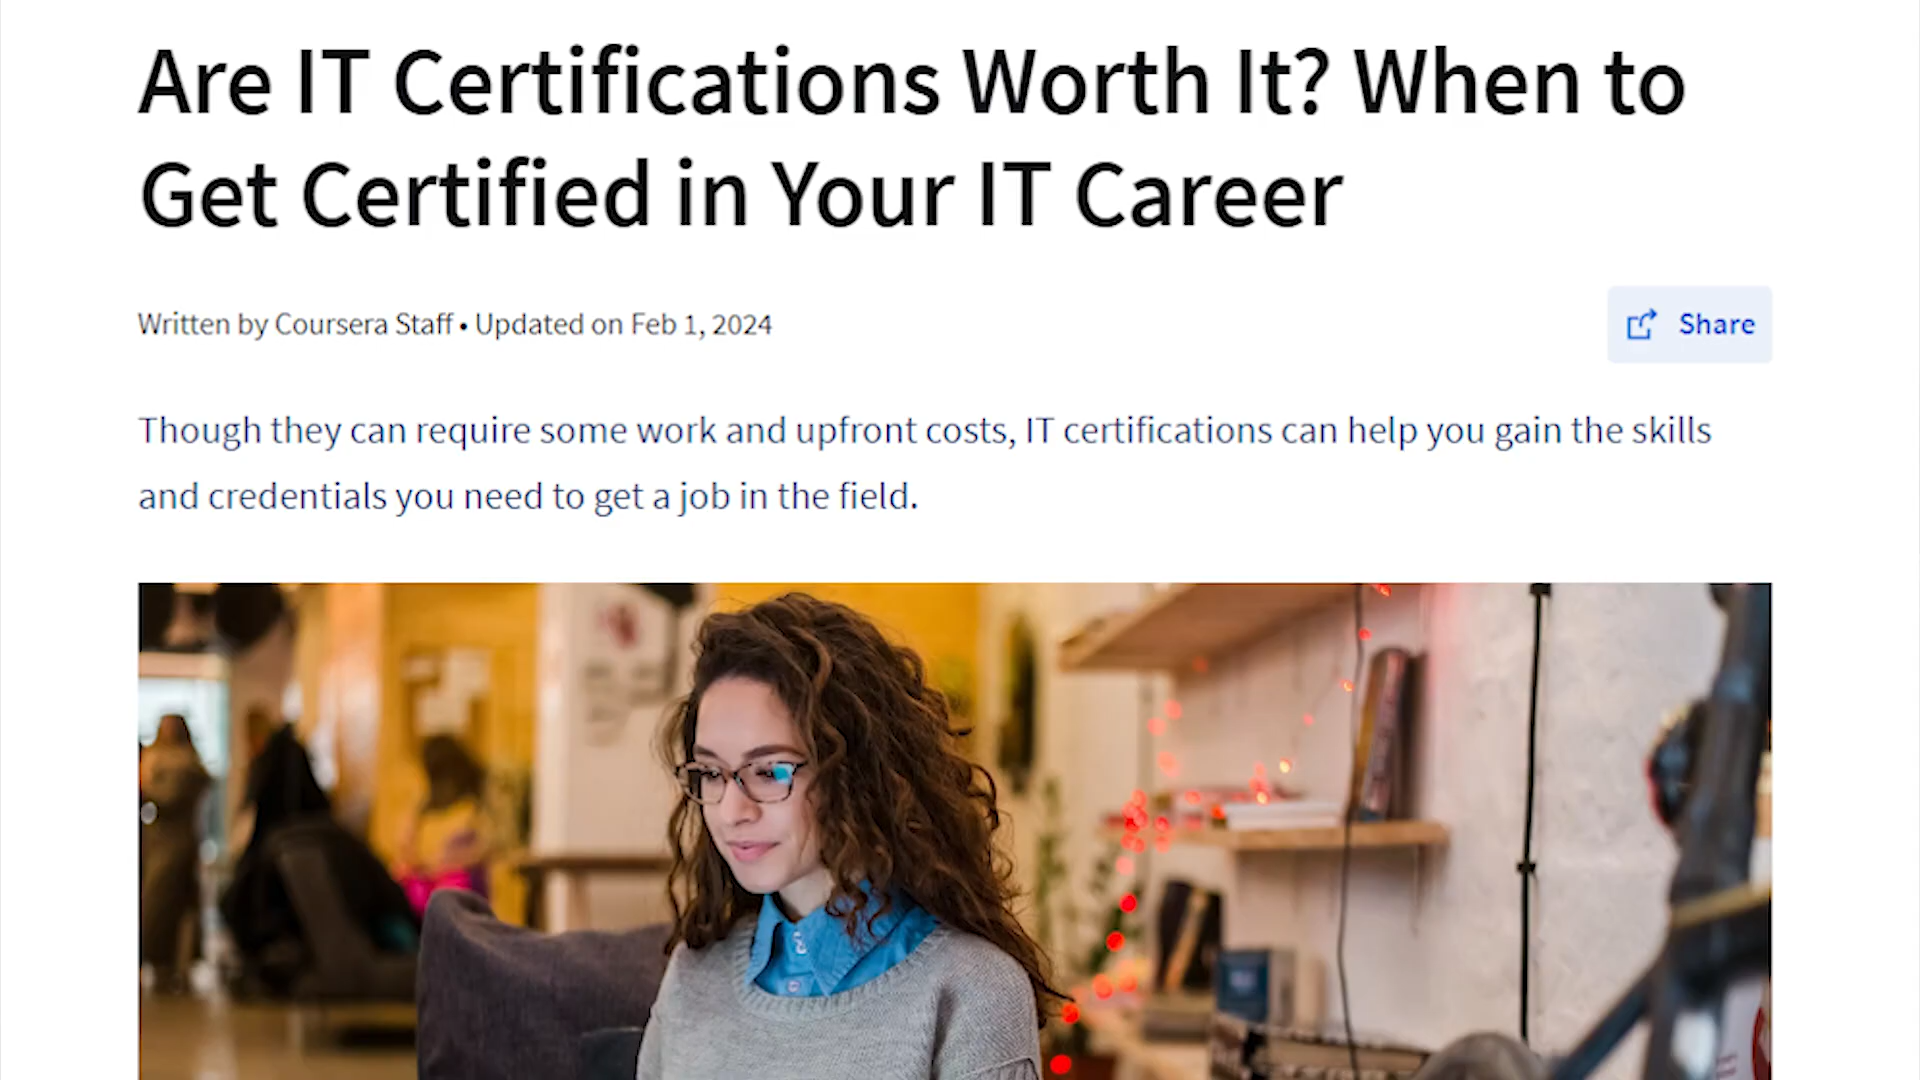 Are IT Certifications Worth It? When to
Get Certified in Your IT Career
Written by Coursera Staff • Updated on Feb 1, 2024
Share
Though they can require some work and upfront costs, IT certifications can help you gain the skills
and credentials you need to get a job in the field.